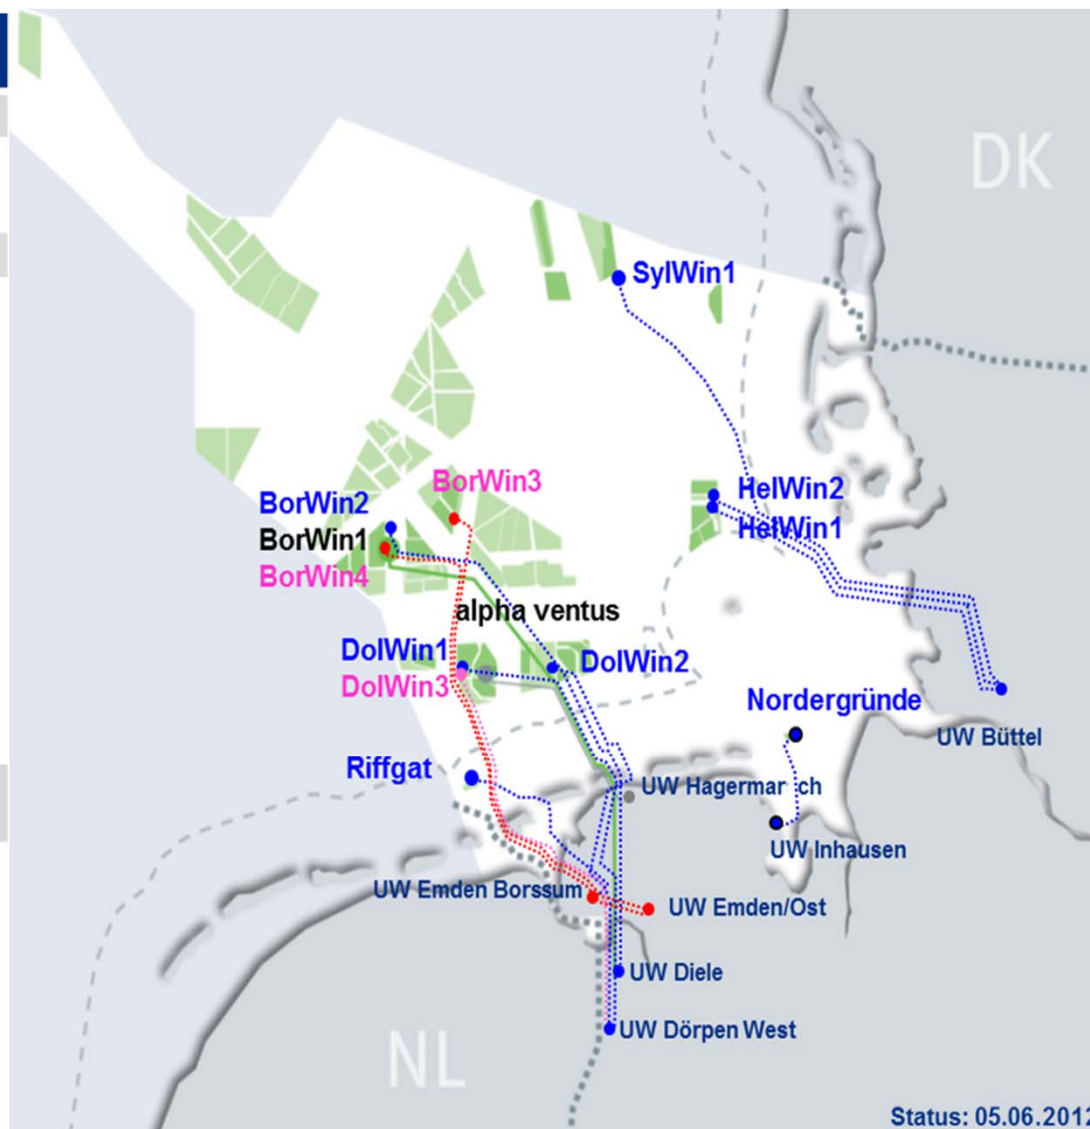 DK
SylWin1
BorWin3
HelWin2
BorWin2
HelWin1
BorWin1
BorWin4
alpha ventus
DolWin1
DolWin2
DolWin3
Nordergründe
UW Büttel
Riffgat
UW Hagermar ch
UW Inhausen
UW Emden Borssum
UW Emden/Ost
UW Diele
UW Dörpen West
NL
Status: 05.06.2012